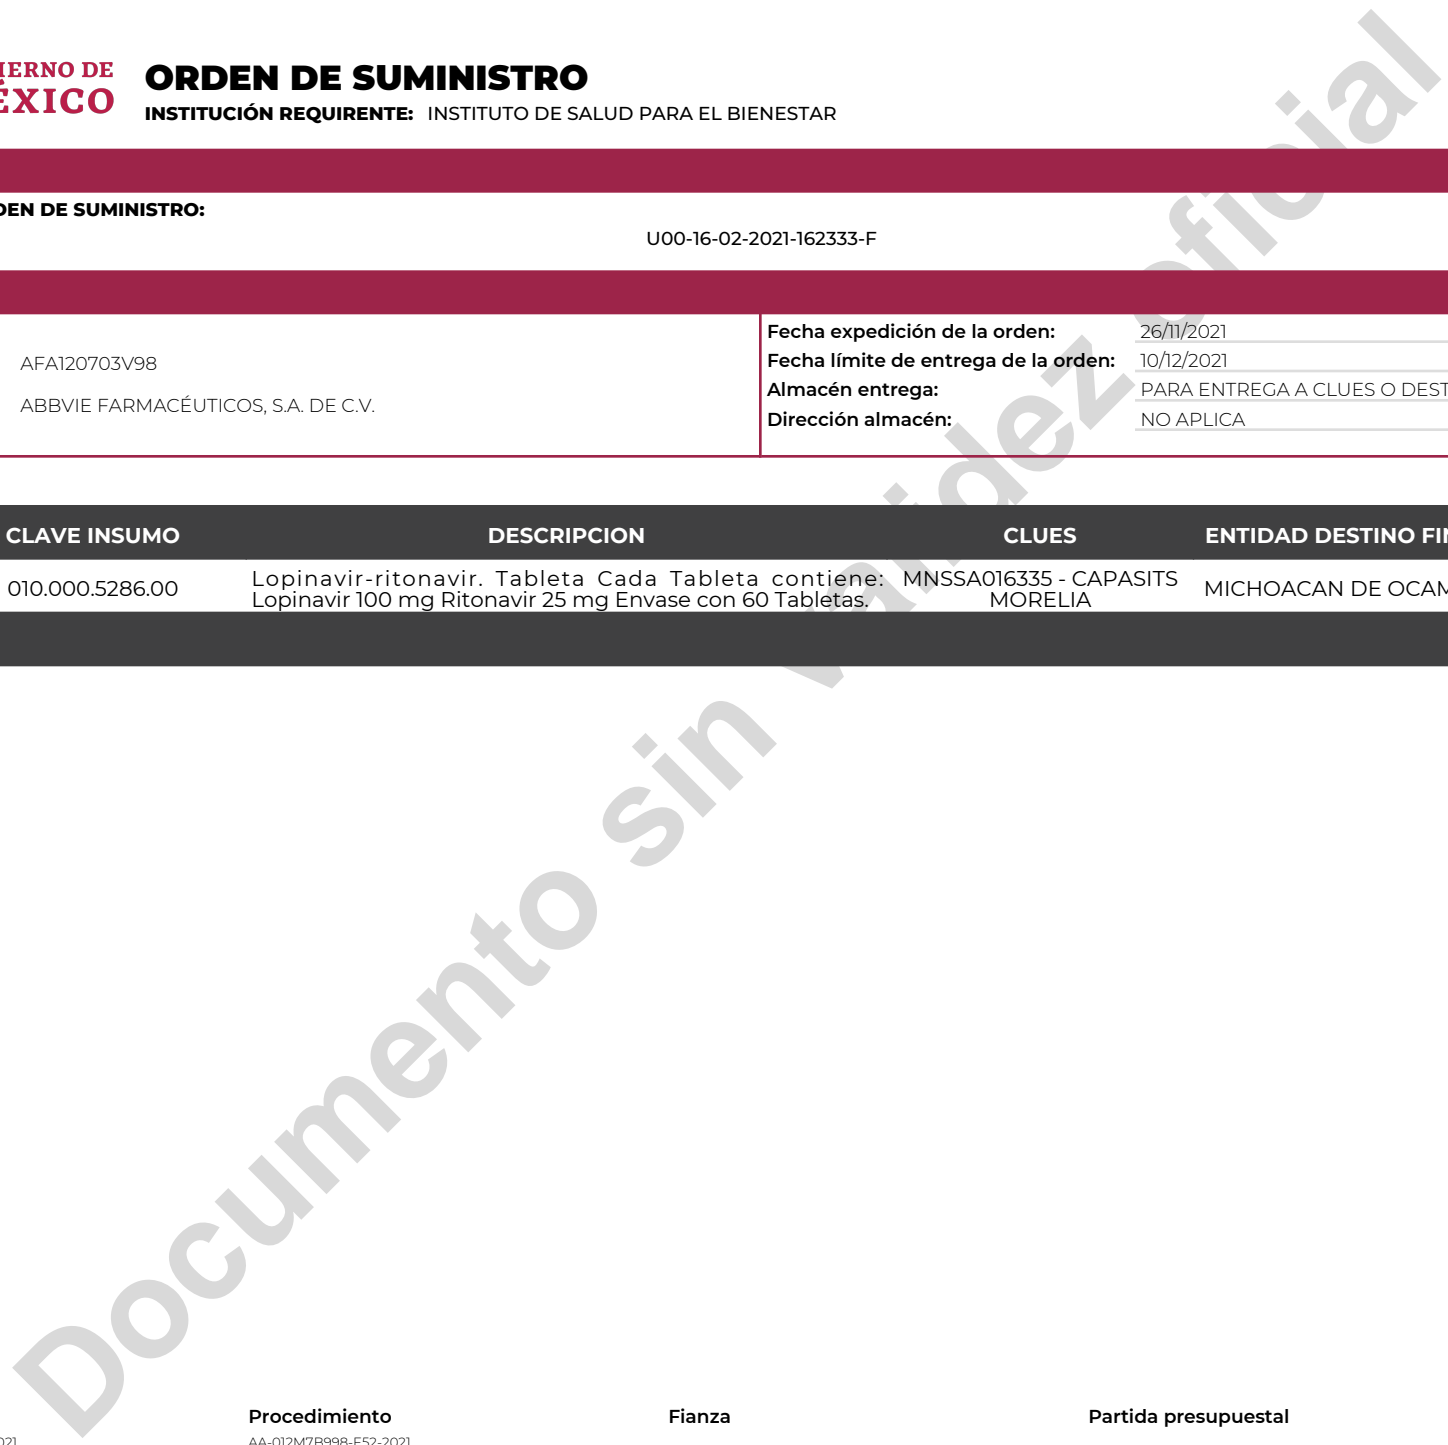 IERNO DE
ÉXICO
ORDEN DE SUMINISTRO
INSTITUCIÓN REQUIRENTE: INSTITUTO DE SALUD PARA EL BIENESTAR
DEN DE SUMINISTRO:
U00-16-02-2021-162333-F
AFA120703V98
ABBVIE FARMACÉUTICOS, S.A. DE C.V.
Fecha expedición de la orden: 26/11/2021
Fecha límite de entrega de la orden: 10/12/2021
Almacén entrega: PARA ENTREGA A CLUES O DEST
Dirección almacén: NO APLICA
CLAVE INSUMO DESCRIPCION CLUES ENTIDAD DESTINO FIN
010.000.5286.00
Lopinavir-ritonavir. Tableta Cada Tableta contiene:
Lopinavir 100 mg Ritonavir 25 mg Envase con 60 Tabletas.
MNSSA016335 - CAPASITS
MORELIA
MICHOACAN DE OCAM
Documento sin validez oficial
Procedimiento Fianza Partida presupuestal
021 AA-012M7B998-E52-2021